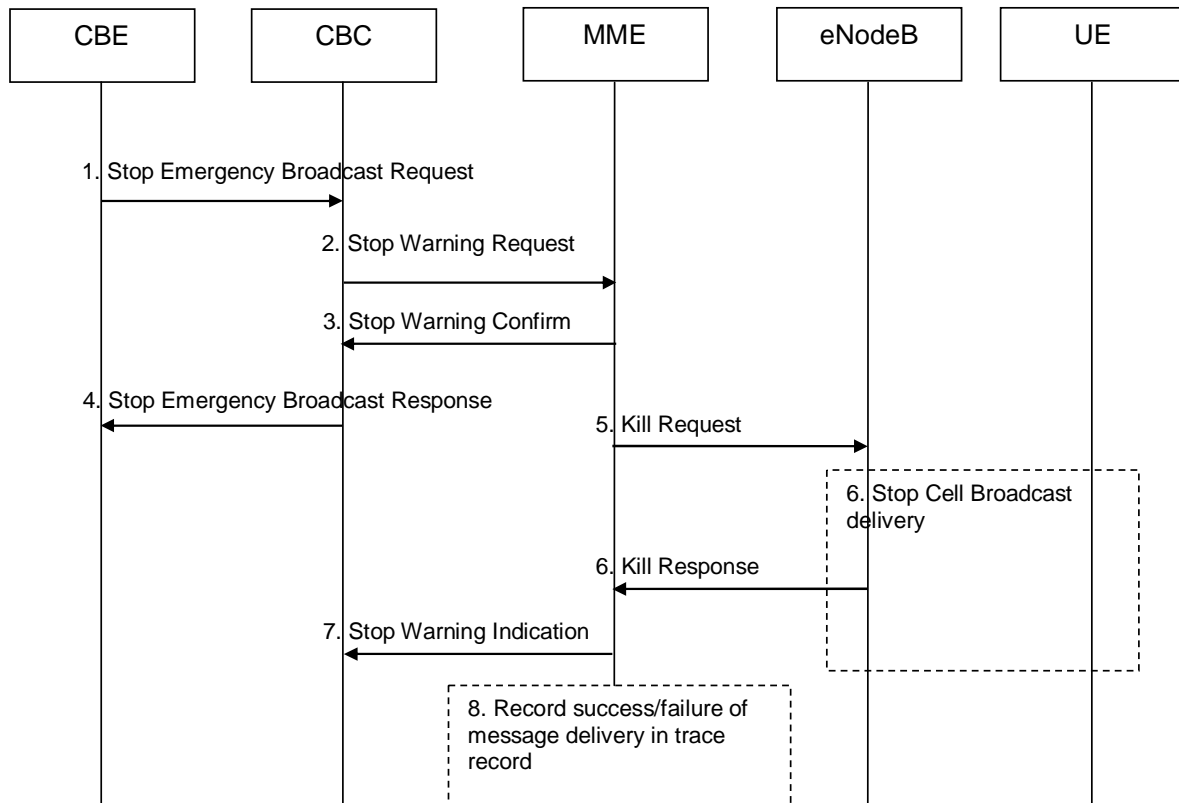 CBE
CBC
MME
eNodeB
UE
1. Stop Emergency Broadcast Request
2. Stop Warning Request
3. Stop Warning Confirm
4. Stop Emergency Broadcast Response
5. Kill Request
6. Stop Cell Broadcast
delivery
6. Kill Response
7. Stop Warning Indication
8. Record success/failure of
message delivery in trace
record